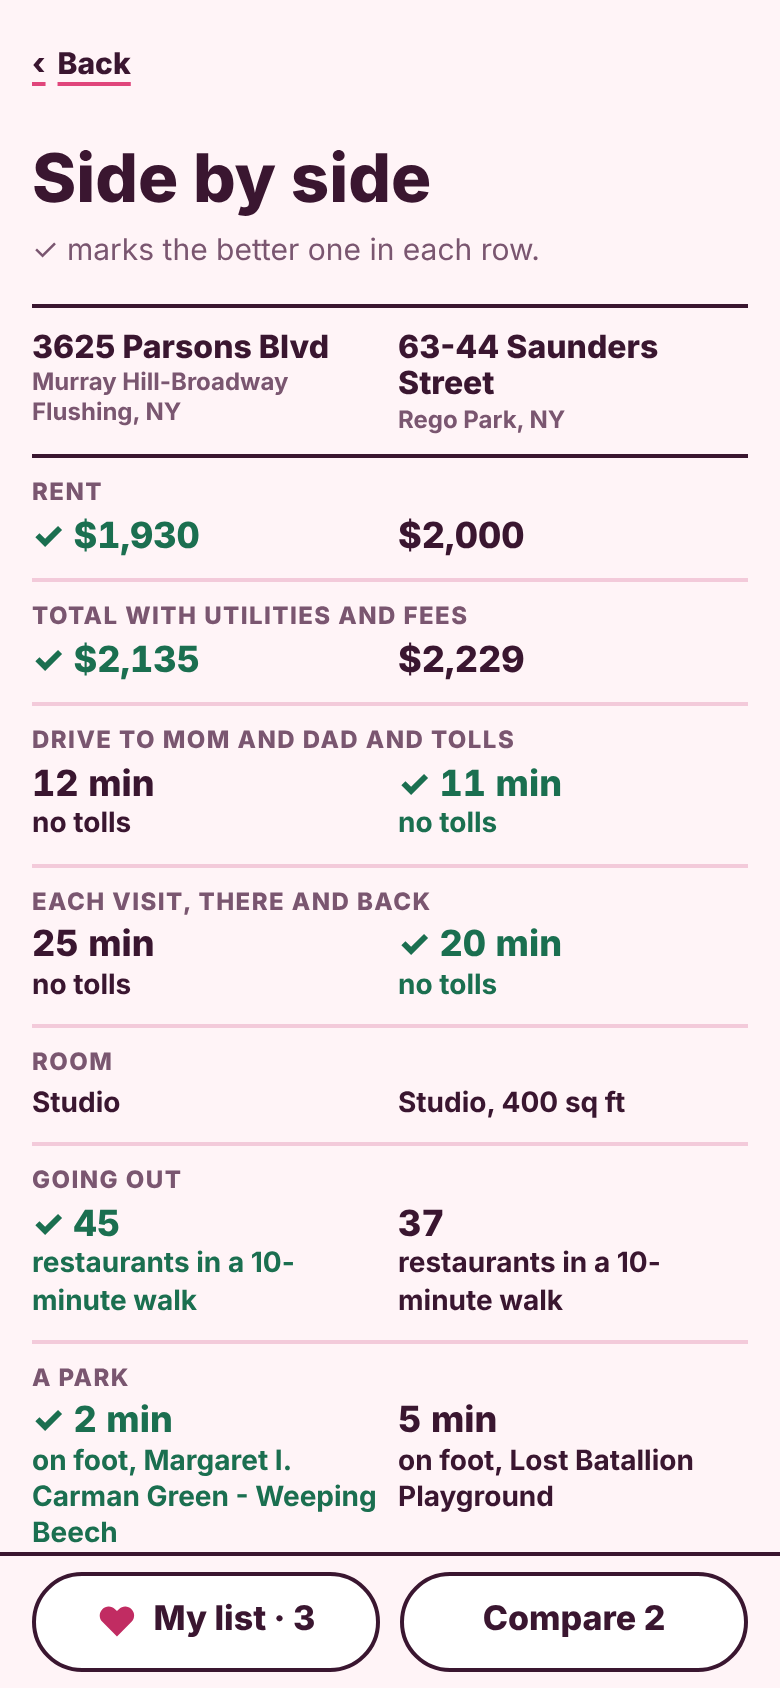 ‹ Back
Side by side
✓ marks the better one in each row.
3625 Parsons Blvd
Murray Hill-Broadway
Flushing, NY
63-44 Saunders
Street
Rego Park, NY
RENT
✓ $1,930
$2,000
TOTAL WITH UTILITIES AND FEES
✓ $2,135
$2,229
DRIVE TO MOM AND DAD AND TOLLS
12 min
no tolls
✓ 11 min
no tolls
EACH VISIT, THERE AND BACK
25 min
no tolls
✓ 20 min
no tolls
ROOM
Studio
Studio, 400 sq ft
GOING OUT
✓ 45
restaurants in a 10-
minute walk
37
restaurants in a 10-
minute walk
A PARK
✓ 2 min
on foot, Margaret I.
Carman Green - Weeping
Beech
5 min
on foot, Lost Batallion
Playground
♥ My list · 3
Compare 2